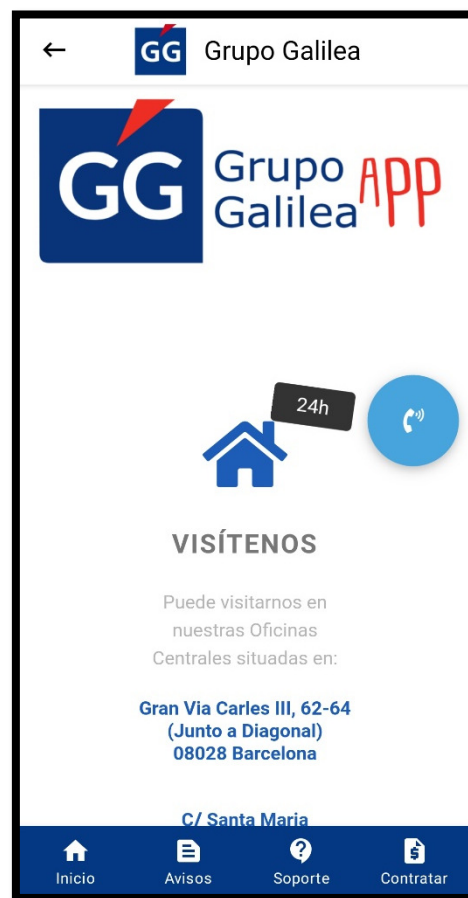 GG Grupo Galilea
GG Grupo
Galilea APP
24h
VISÍTENOS
Puede visitarnos en
nuestras Oficinas
Centrales situadas en:
Gran Via Carles III, 62-64
(Junto a Diagonal)
08028 Barcelona
C/ Santa Maria
Inicio Avisos Soporte Contratar